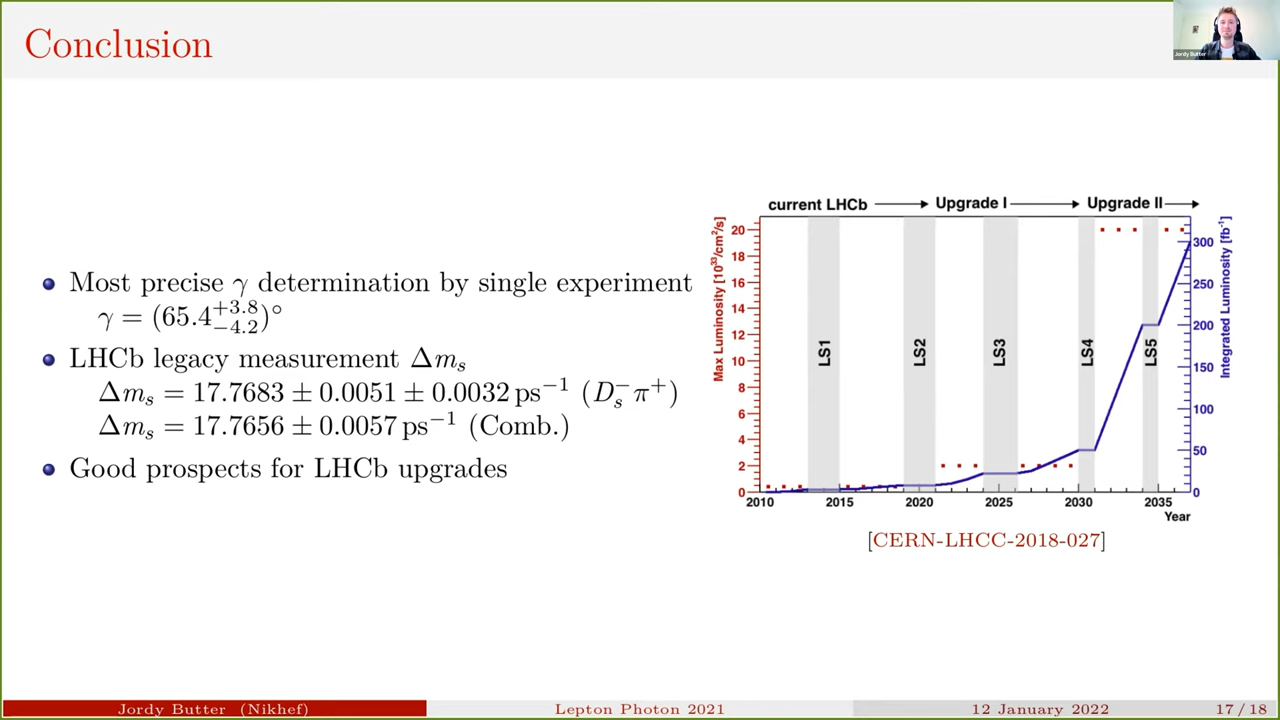 Conclusion
Jordy Butter
Most precise γ determination by single experiment
γ = (65.4^{+3.8}_{−4.2})°
LHCb legacy measurement Δm_s
Δm_s = 17.7683 ± 0.0051 ± 0.0032 ps^{−1} (D_s^− π^+)
Δm_s = 17.7656 ± 0.0057 ps^{−1} (Comb.)
Good prospects for LHCb upgrades
current LHCb Upgrade I Upgrade II
Max Luminosity [10^{33}/cm^2/s]
20
18
16
14
12
10
8
6
4
2
0
LS1 LS2 LS3 LS4 LS5
300
250
200
150
100
50
0
Integrated Luminosity [fb^{-1}]
2010 2015 2020 2025 2030 2035
Year
[CERN-LHCC-2018-027]
Jordy Butter (Nikhef) Lepton Photon 2021 12 January 2022 17 / 18